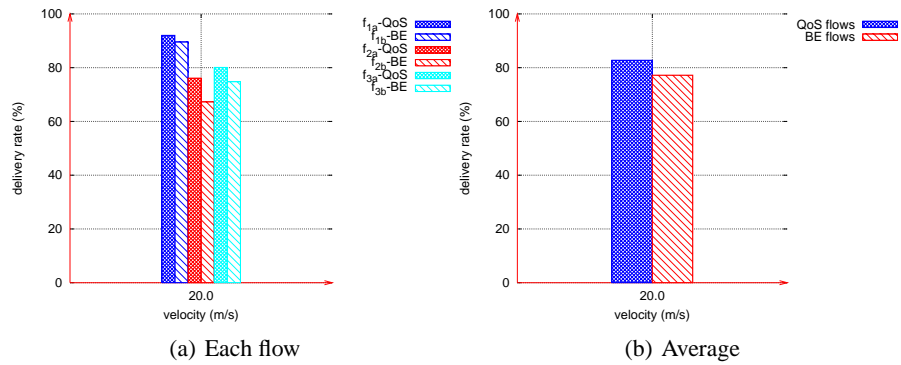 100
80
60
40
20
0
delivery rate (%)
20.0
velocity (m/s)
f1a-QoS
f1b-BE
f2a-QoS
f2b-BE
f3a-QoS
f3b-BE
(a) Each flow
100
80
60
40
20
0
delivery rate (%)
20.0
velocity (m/s)
QoS flows
BE flows
(b) Average